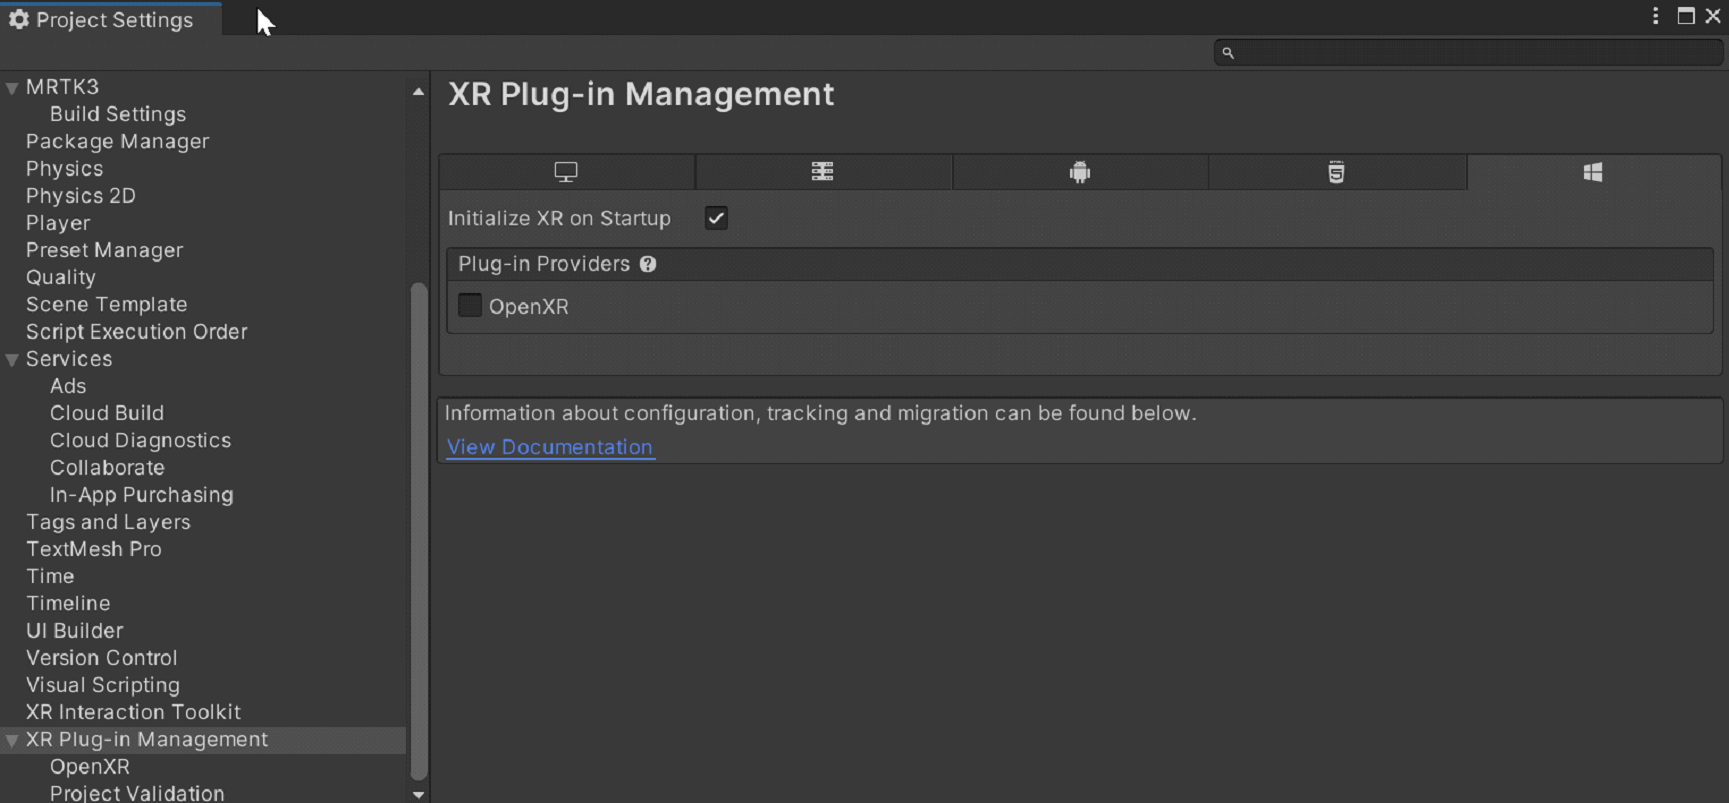 Project Settings
MRTK3
Build Settings
Package Manager
Physics
Physics 2D
Player
Preset Manager
Quality
Scene Template
Script Execution Order
Services
Ads
Cloud Build
Cloud Diagnostics
Collaborate
In-App Purchasing
Tags and Layers
TextMesh Pro
Time
Timeline
UI Builder
Version Control
Visual Scripting
XR Interaction Toolkit
XR Plug-in Management
OpenXR
Project Validation
XR Plug-in Management
Initialize XR on Startup
Plug-in Providers
OpenXR
Information about configuration, tracking and migration can be found below.
View Documentation